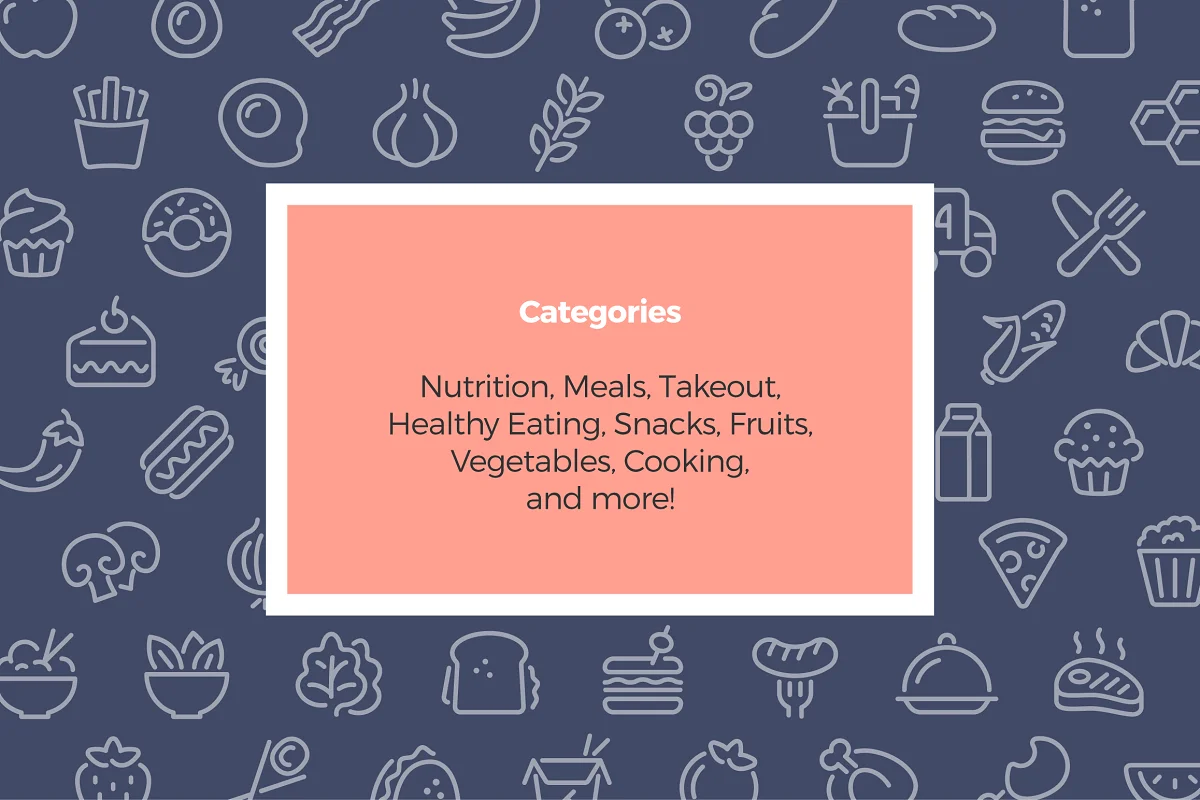 Categories
Nutrition, Meals, Takeout,
Healthy Eating, Snacks, Fruits,
Vegetables, Cooking,
and more!